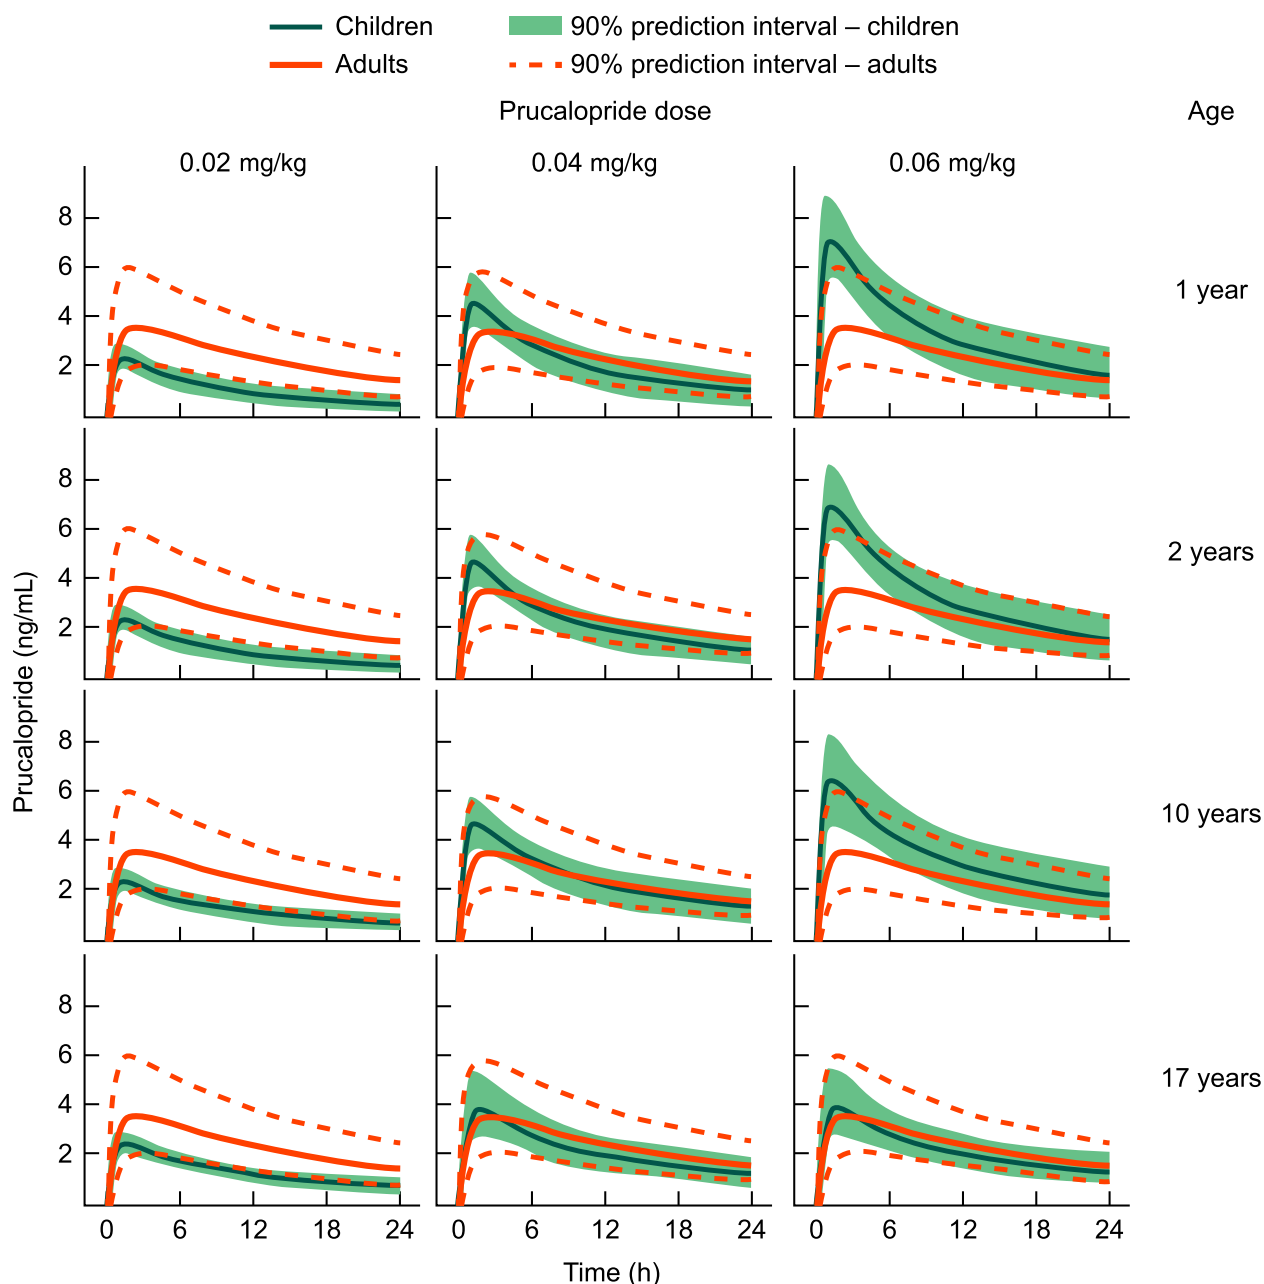 Children
90% prediction interval – children
Adults
90% prediction interval – adults
Prucalopride dose
Age
0.02 mg/kg
0.04 mg/kg
0.06 mg/kg
8
6
4
2
1 year
8
6
4
2
2 years
Prucalopride (ng/mL)
8
6
4
2
10 years
8
6
4
2
17 years
0 6 12 18 24
0 6 12 18 24
0 6 12 18 24
Time (h)